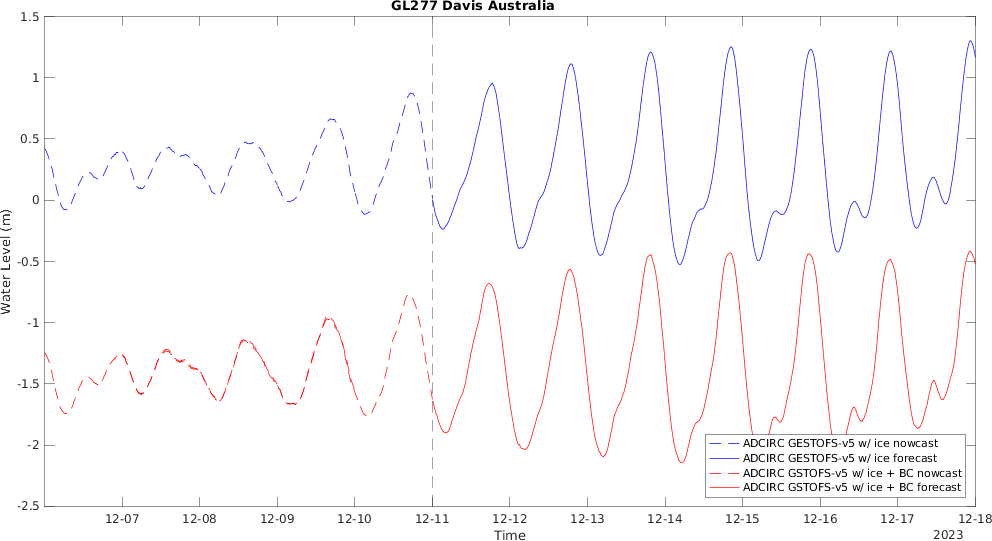 GL277 Davis Australia
1.5
1
0.5
0
-0.5
-1
-1.5
-2
-2.5
Water Level (m)
ADCIRC GESTOFS-v5 w/ ice nowcast
ADCIRC GESTOFS-v5 w/ ice forecast
ADCIRC GSTOFS-v5 w/ ice + BC nowcast
ADCIRC GSTOFS-v5 w/ ice + BC forecast
12-07 12-08 12-09 12-10 12-11 12-12 12-13 12-14 12-15 12-16 12-17 12-18
Time
2023